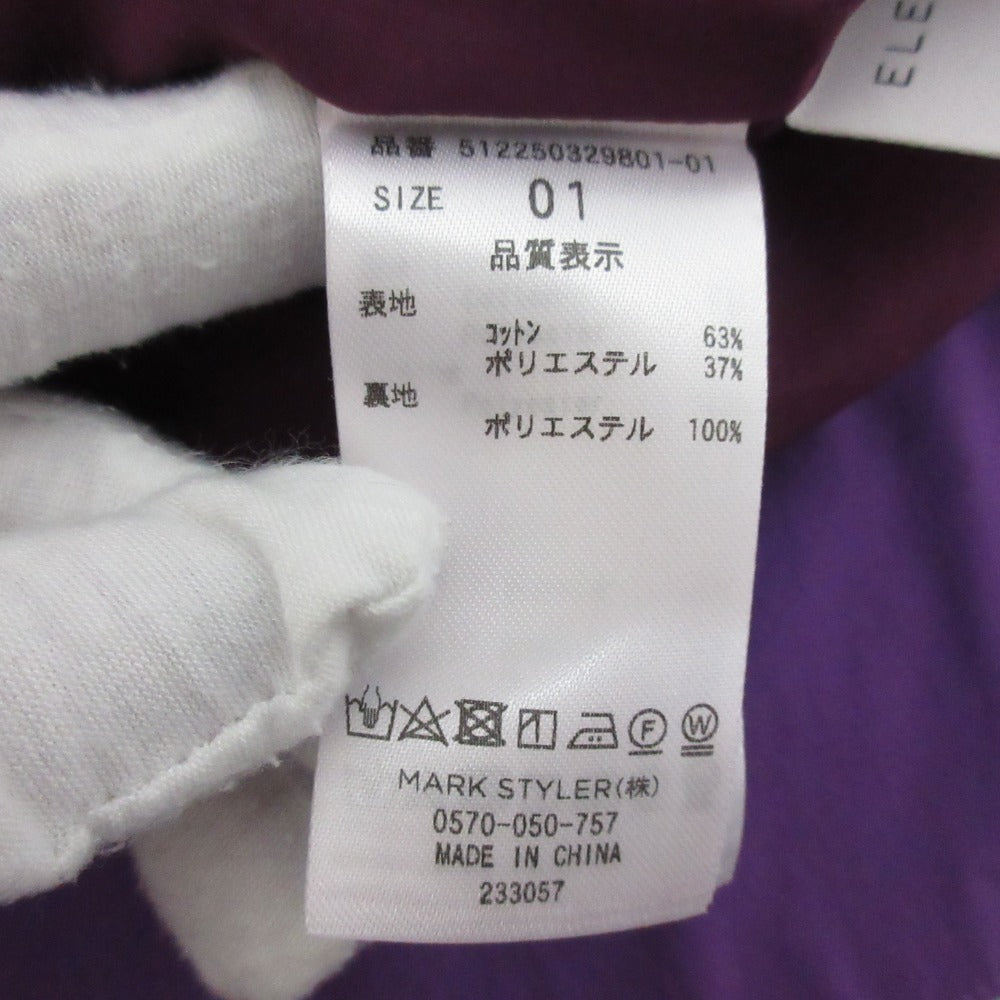 ELE
品番 512250329801-01
SIZE 01
品質表示
表地
コットン 63%
ポリエステル 37%
裏地
ポリエステル 100%
F W
MARK STYLER(株)
0570-050-757
MADE IN CHINA
233057